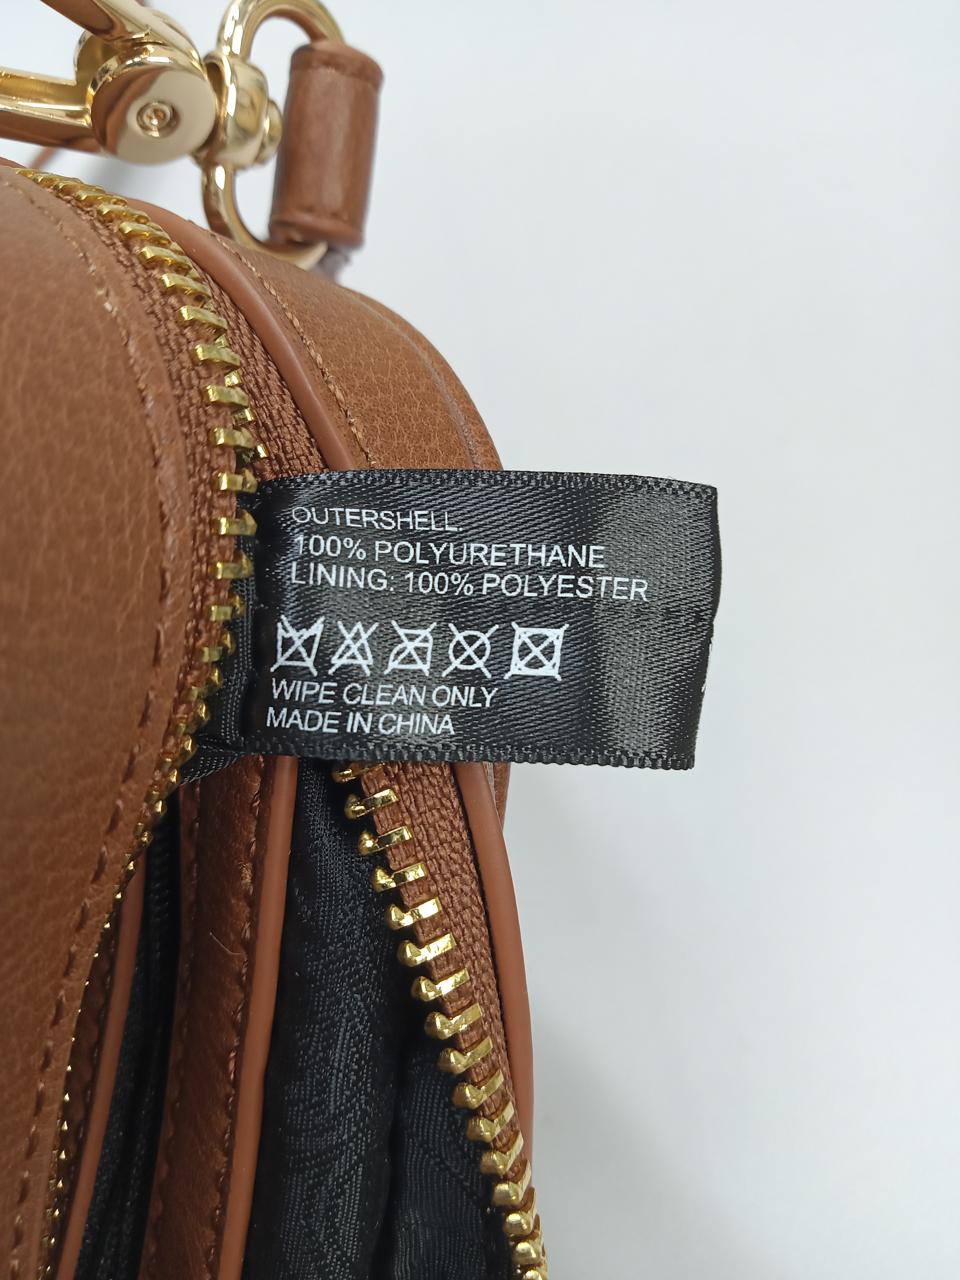 OUTERSHELL.
100% POLYURETHANE
LINING: 100% POLYESTER
WIPE CLEAN ONLY
MADE IN CHINA